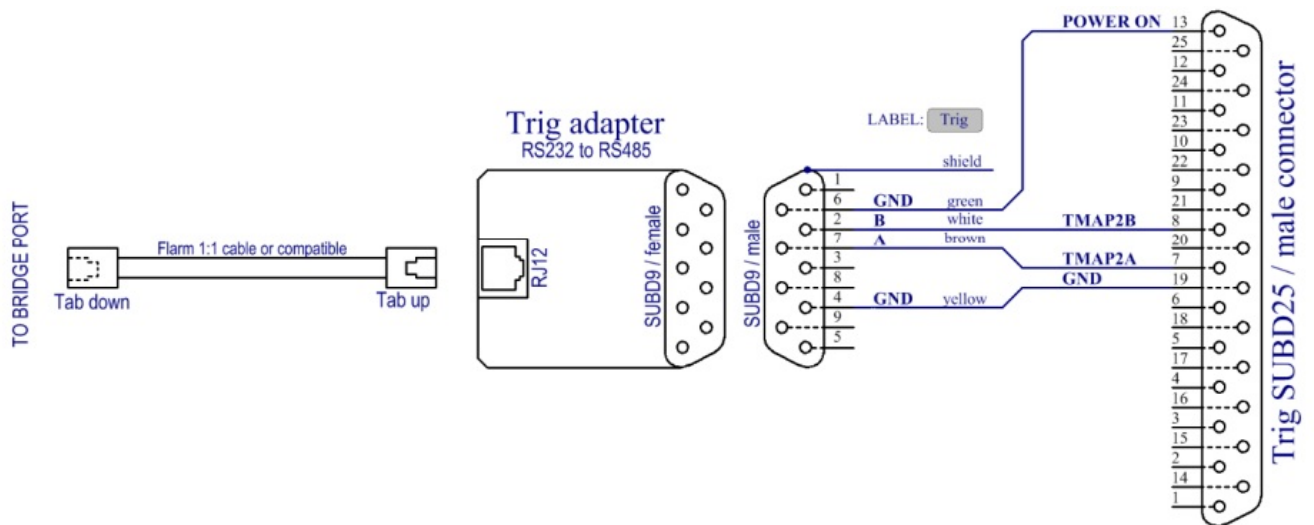 TO BRIDGE PORT
Tab down
Flarm 1:1 cable or compatible
Tab up
Trig adapter
RS232 to RS485
RJ12
SUBD9 / female
SUBD9 / male
LABEL: Trig
shield
1
6 GND green
2 B white TMAP2B
7 A brown TMAP2A
3
8
4 GND yellow GND
9
5
POWER ON 13
25
12
24
11
23
10
22
9
21
8
20
7
19
6
18
5
17
4
16
3
15
2
14
1
Trig SUBD25 / male connector